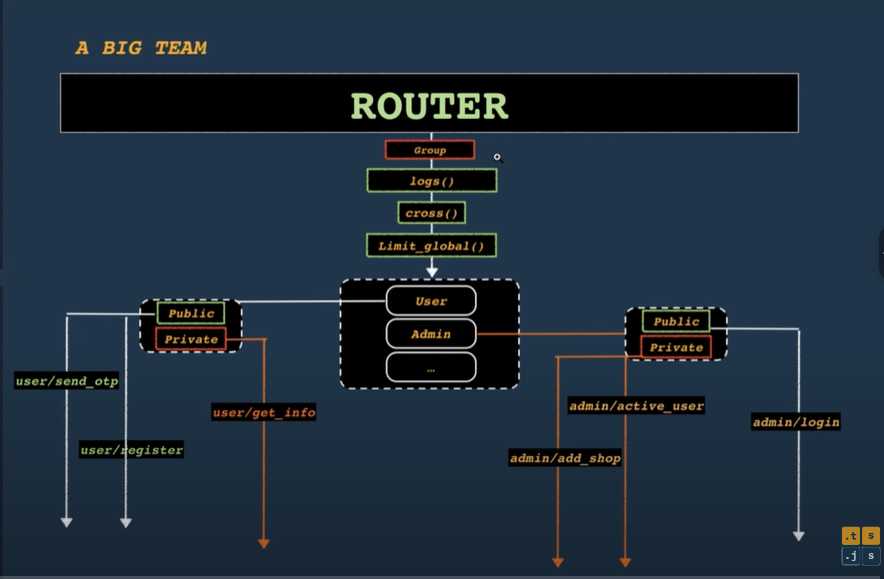 A BIG TEAM
ROUTER
Group
logs()
cross()
Limit_global()
User
Admin
…
Public
Private
Public
Private
user/send_otp
user/register
user/get_info
admin/active_user
admin/add_shop
admin/login
.t s
.j s